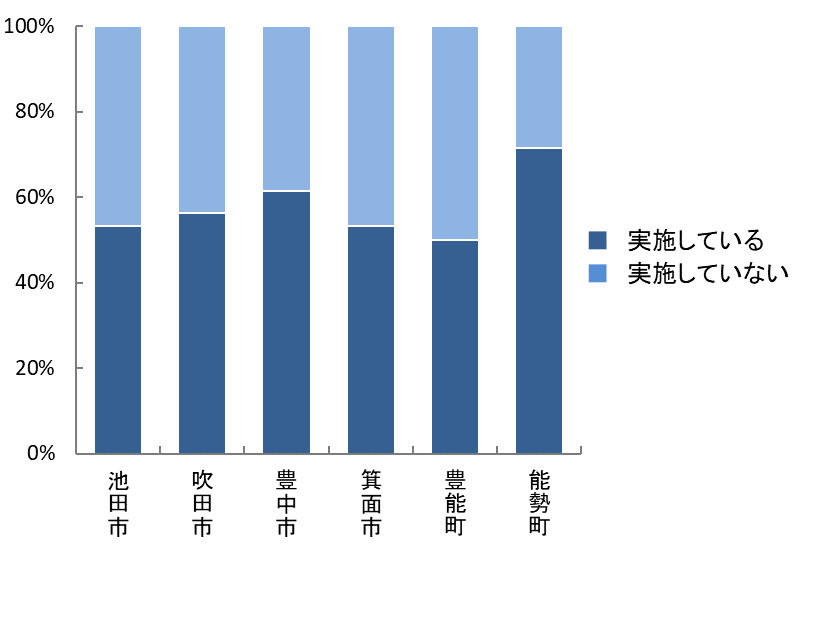 100%
80%
60%
40%
20%
0%
池田市
吹田市
豊中市
箕面市
豊能町
能勢町
実施している
実施していない